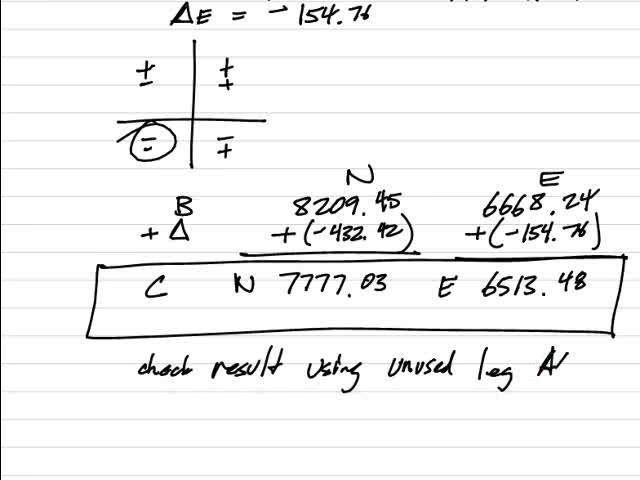 ΔE = -154.76
+ +
- +
- -
- +
N E
B 8209.45 6668.24
+ Δ +(-432.42) +(-154.76)
C N 7777.03 E 6513.48
check result using unused leg